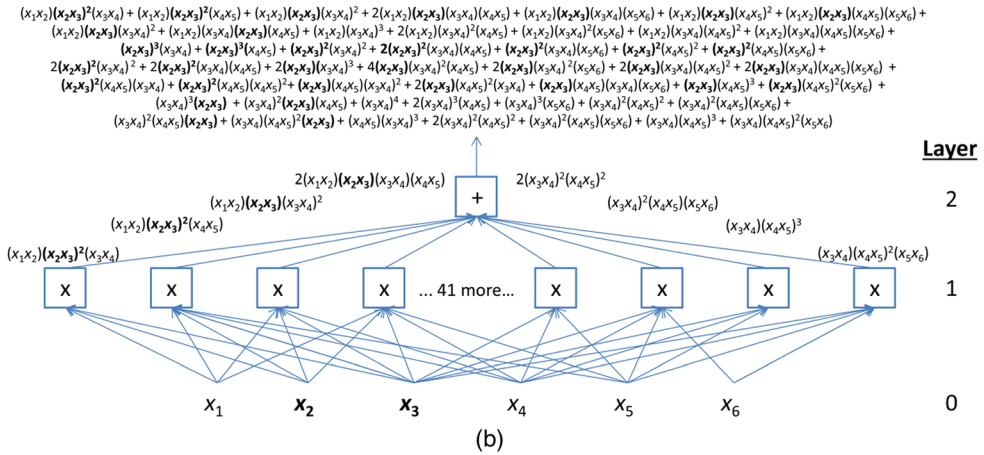 (x₁x₂)(x₂x₃)²(x₃x₄) + (x₁x₂)(x₂x₃)²(x₄x₅) + (x₁x₂)(x₂x₃)(x₃x₄)² + 2(x₁x₂)(x₂x₃)(x₃x₄)(x₄x₅) + (x₁x₂)(x₂x₃)(x₃x₄)(x₅x₆) + (x₁x₂)(x₂x₃)(x₄x₅)² + (x₁x₂)(x₂x₃)(x₄x₅)(x₅x₆) +
(x₁x₂)(x₂x₃)(x₃x₄)² + (x₁x₂)(x₃x₄)(x₂x₃)(x₄x₅) + (x₁x₂)(x₃x₄)³ + 2(x₁x₂)(x₃x₄)²(x₄x₅) + (x₁x₂)(x₃x₄)²(x₅x₆) + (x₁x₂)(x₃x₄)(x₄x₅)² + (x₁x₂)(x₃x₄)(x₄x₅)(x₅x₆) +
(x₂x₃)³(x₃x₄) + (x₂x₃)³(x₄x₅) + (x₂x₃)²(x₃x₄)² + 2(x₂x₃)²(x₃x₄)(x₄x₅) + (x₂x₃)²(x₃x₄)(x₅x₆) + (x₂x₃)²(x₄x₅)² + (x₂x₃)²(x₄x₅)(x₅x₆) +
2(x₂x₃)²(x₃x₄)² + 2(x₂x₃)²(x₃x₄)(x₄x₅) + 2(x₂x₃)(x₃x₄)³ + 4(x₂x₃)(x₃x₄)²(x₄x₅) + 2(x₂x₃)(x₃x₄)²(x₅x₆) + 2(x₂x₃)(x₃x₄)(x₄x₅)² + 2(x₂x₃)(x₃x₄)(x₄x₅)(x₅x₆) +
(x₂x₃)²(x₄x₅)(x₃x₄) + (x₂x₃)²(x₄x₅)(x₄x₅)² + (x₂x₃)(x₄x₅)(x₃x₄)² + 2(x₂x₃)(x₄x₅)²(x₃x₄) + (x₂x₃)(x₄x₅)(x₃x₄)(x₅x₆) + (x₂x₃)(x₄x₅)³ + (x₂x₃)(x₄x₅)²(x₅x₆) +
(x₃x₄)³(x₂x₃) + (x₃x₄)²(x₂x₃)(x₄x₅) + (x₃x₄)⁴ + 2(x₃x₄)³(x₄x₅) + (x₃x₄)³(x₅x₆) + (x₃x₄)²(x₄x₅)² + (x₃x₄)²(x₄x₅)(x₅x₆) +
(x₃x₄)²(x₄x₅)(x₂x₃) + (x₃x₄)(x₄x₅)²(x₂x₃) + (x₄x₅)(x₃x₄)³ + 2(x₃x₄)²(x₄x₅)² + (x₃x₄)²(x₄x₅)(x₅x₆) + (x₃x₄)(x₄x₅)³ + (x₃x₄)(x₄x₅)²(x₅x₆)
Layer
2(x₁x₂)(x₂x₃)(x₃x₄)(x₄x₅) 2(x₃x₄)²(x₄x₅)²
+ 2
(x₁x₂)(x₂x₃)(x₃x₄)² (x₃x₄)²(x₄x₅)(x₅x₆)
(x₁x₂)(x₂x₃)²(x₄x₅) (x₃x₄)(x₄x₅)³
(x₁x₂)(x₂x₃)²(x₃x₄) (x₃x₄)(x₄x₅)²(x₅x₆)
x x x x ... 41 more... x x x x 1
x₁ x₂ x₃ x₄ x₅ x₆ 0
(b)